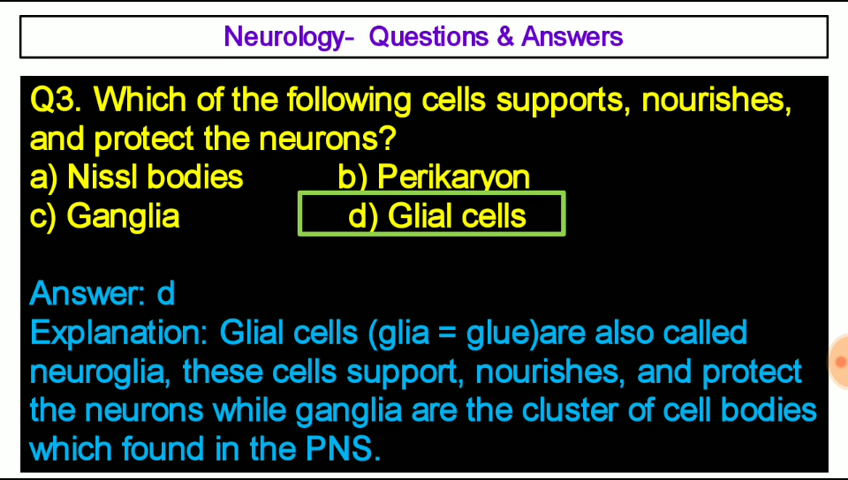 Neurology- Questions & Answers
Q3. Which of the following cells supports, nourishes,
and protect the neurons?
a) Nissl bodies b) Perikaryon
c) Ganglia d) Glial cells
Answer: d
Explanation: Glial cells (glia = glue)are also called
neuroglia, these cells support, nourishes, and protect
the neurons while ganglia are the cluster of cell bodies
which found in the PNS.